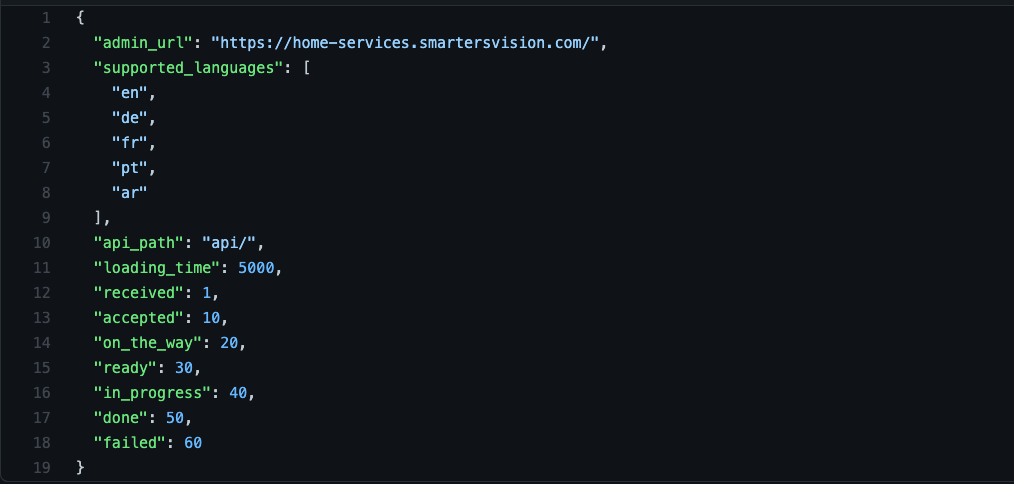 1 {
2 "admin_url": "https://home-services.smartersvision.com/",
3 "supported_languages": [
4 "en",
5 "de",
6 "fr",
7 "pt",
8 "ar"
9 ],
10 "api_path": "api/",
11 "loading_time": 5000,
12 "received": 1,
13 "accepted": 10,
14 "on_the_way": 20,
15 "ready": 30,
16 "in_progress": 40,
17 "done": 50,
18 "failed": 60
19 }